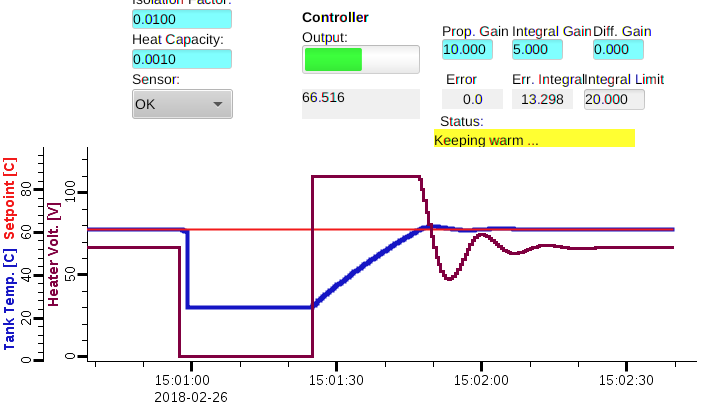 Isolation Factor:
0.0100
Heat Capacity:
0.0010
Sensor:
OK
Controller
Output:
66.516
Prop. Gain Integral Gain Diff. Gain
10.000 5.000 0.000
Error Err. Integral Integral Limit
0.0 13.298 20.000
Status:
Keeping warm ...
Tank Temp. [C] Setpoint [C]
0 20 40 60 80
Heater Volt. [V]
0 50 100
15:01:00 15:01:30 15:02:00 15:02:30
2018-02-26